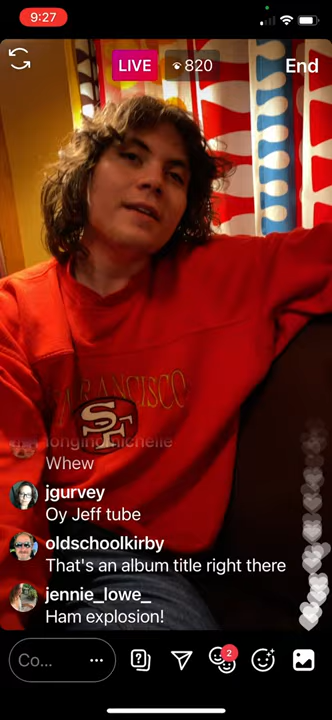 9:27
LIVE
820
End
SAN FRANCISCO
SF
longinomichelle
Whew
jgurvey
Oy Jeff tube
oldschoolkirby
That's an album title right there
jennie_lowe_
Ham explosion!
Co...
2